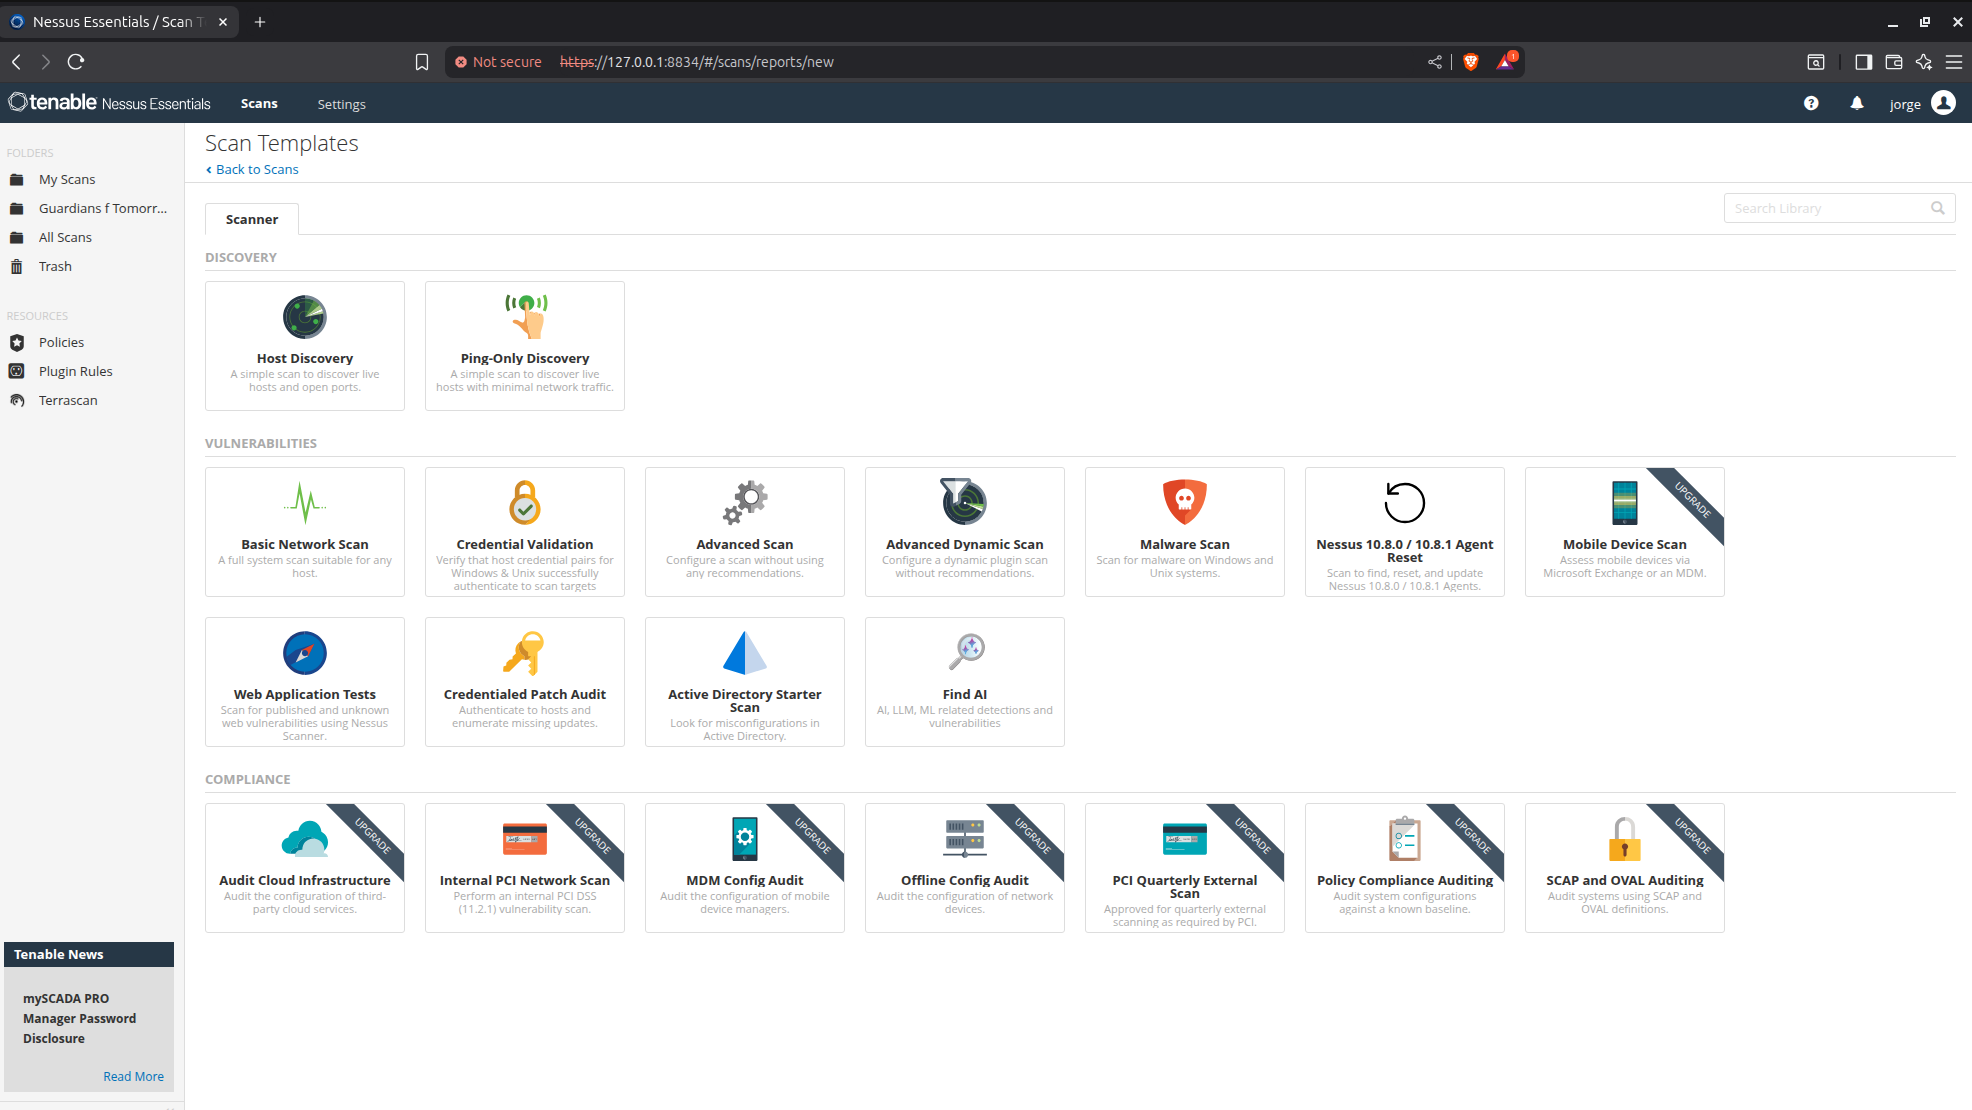 Nessus Essentials / Scan T
Not secure https://127.0.0.1:8834/#/scans/reports/new
1
tenable Nessus Essentials Scans Settings jorge
FOLDERS
My Scans
Guardians f Tomorr...
All Scans
Trash
RESOURCES
Policies
Plugin Rules
Terrascan
Tenable News
mySCADA PRO
Manager Password
Disclosure
Read More
Scan Templates
Back to Scans
Scanner
Search Library
DISCOVERY
Host Discovery
A simple scan to discover live
hosts and open ports.
Ping-Only Discovery
A simple scan to discover live
hosts with minimal network traffic.
VULNERABILITIES
Basic Network Scan
A full system scan suitable for any
host.
Credential Validation
Verify that host credential pairs for
Windows & Unix successfully
authenticate to scan targets
Advanced Scan
Configure a scan without using
any recommendations.
Advanced Dynamic Scan
Configure a dynamic plugin scan
without recommendations.
Malware Scan
Scan for malware on Windows and
Unix systems.
Nessus 10.8.0 / 10.8.1 Agent
Reset
Scan to find, reset, and update
Nessus 10.8.0 / 10.8.1 Agents.
UPGRADE
Mobile Device Scan
Assess mobile devices via
Microsoft Exchange or an MDM.
Web Application Tests
Scan for published and unknown
web vulnerabilities using Nessus
Scanner.
Credentialed Patch Audit
Authenticate to hosts and
enumerate missing updates.
Active Directory Starter
Scan
Look for misconfigurations in
Active Directory.
Find AI
AI, LLM, ML related detections and
vulnerabilities
COMPLIANCE
UPGRADE
Audit Cloud Infrastructure
Audit the configuration of third-
party cloud services.
UPGRADE
Internal PCI Network Scan
Perform an internal PCI DSS
(11.2.1) vulnerability scan.
UPGRADE
MDM Config Audit
Audit the configuration of mobile
device managers.
UPGRADE
Offline Config Audit
Audit the configuration of network
devices.
UPGRADE
PCI Quarterly External
Scan
Approved for quarterly external
scanning as required by PCI.
UPGRADE
Policy Compliance Auditing
Audit system configurations
against a known baseline.
UPGRADE
SCAP and OVAL Auditing
Audit systems using SCAP and
OVAL definitions.